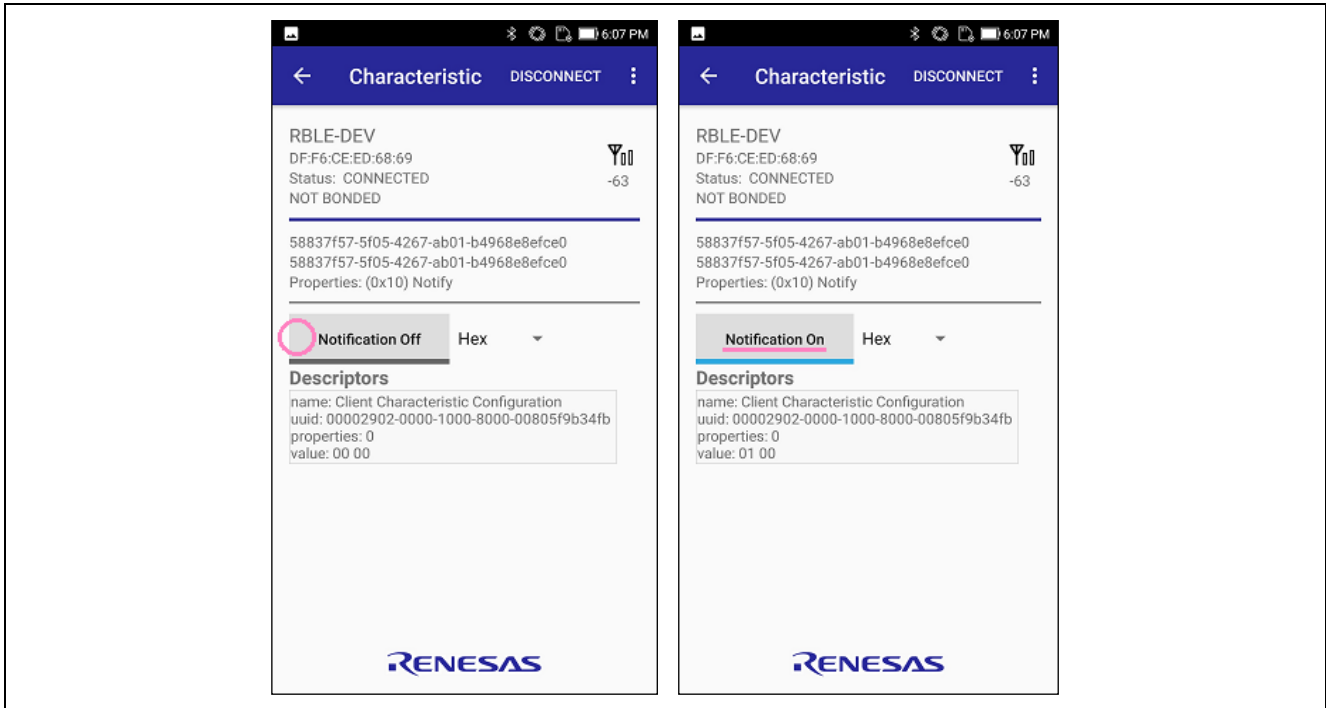 6:07 PM
Characteristic DISCONNECT
RBLE-DEV
DF:F6:CE:ED:68:69
Status: CONNECTED
-63
NOT BONDED
58837f57-5f05-4267-ab01-b4968e8efce0
58837f57-5f05-4267-ab01-b4968e8efce0
Properties: (0x10) Notify
Notification Off Hex
Descriptors
name: Client Characteristic Configuration
uuid: 00002902-0000-1000-8000-00805f9b34fb
properties: 0
value: 00 00
RENESAS
6:07 PM
Characteristic DISCONNECT
RBLE-DEV
DF:F6:CE:ED:68:69
Status: CONNECTED
-63
NOT BONDED
58837f57-5f05-4267-ab01-b4968e8efce0
58837f57-5f05-4267-ab01-b4968e8efce0
Properties: (0x10) Notify
Notification On Hex
Descriptors
name: Client Characteristic Configuration
uuid: 00002902-0000-1000-8000-00805f9b34fb
properties: 0
value: 01 00
RENESAS